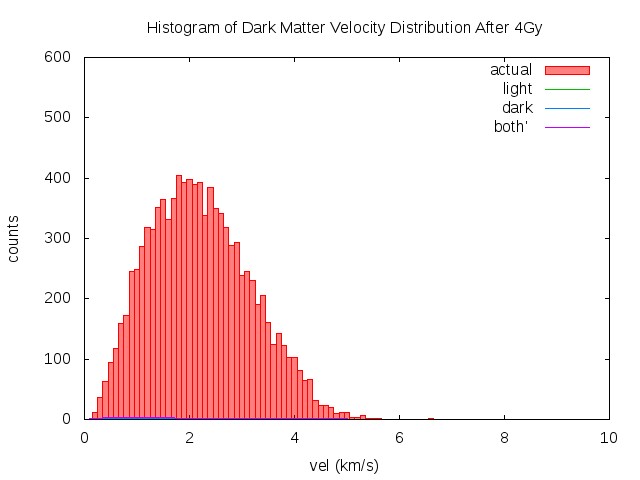 Histogram of Dark Matter Velocity Distribution After 4Gy
600
500
400
300
200
100
0
counts
actual
light
dark
both'
0 2 4 6 8 10
vel (km/s)